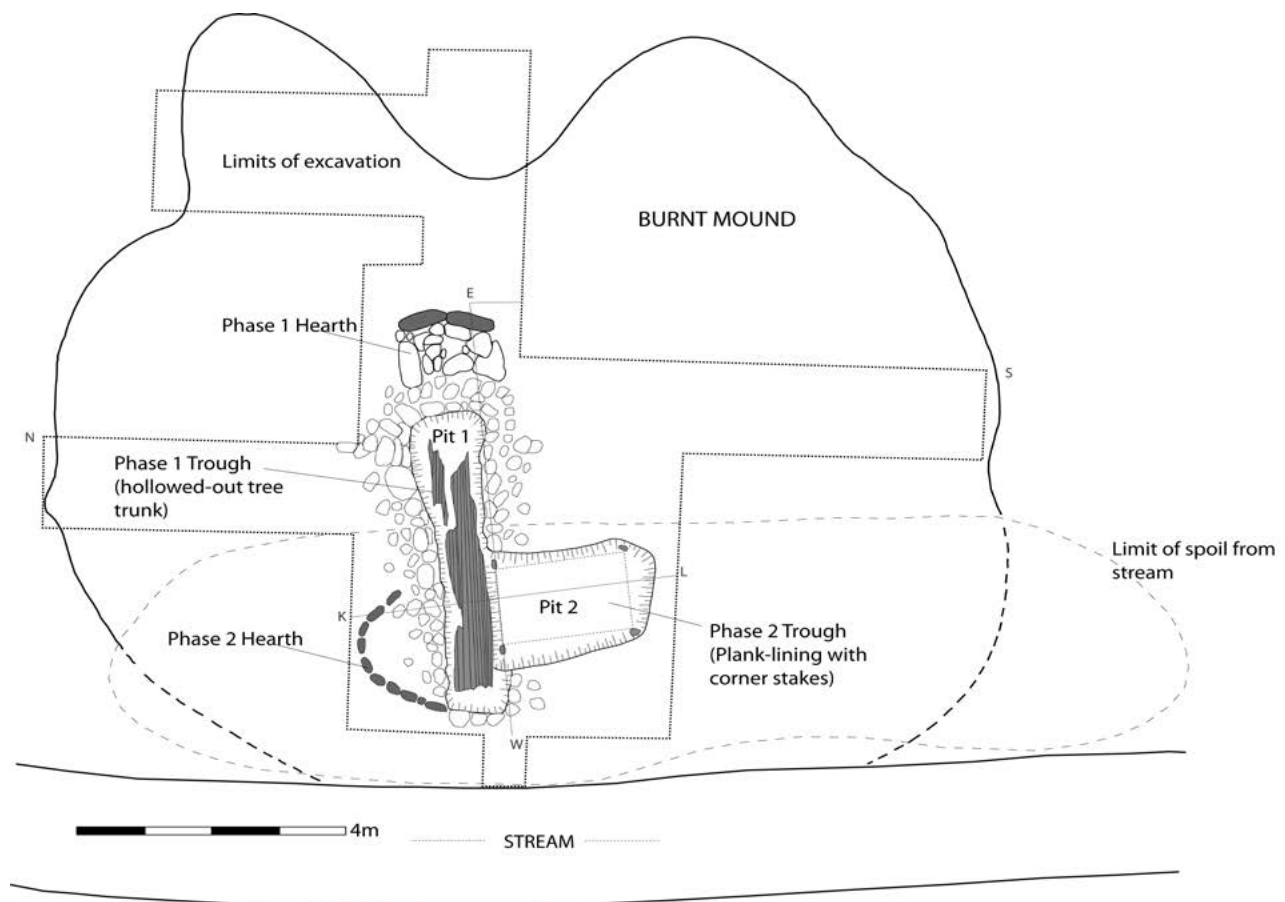 Limits of excavation
BURNT MOUND
E
Phase 1 Hearth
S
N
Pit 1
Phase 1 Trough
(hollowed-out tree
trunk)
Limit of spoil from
stream
L
K
Pit 2
Phase 2 Hearth
Phase 2 Trough
(Plank-lining with
corner stakes)
W
4m
STREAM